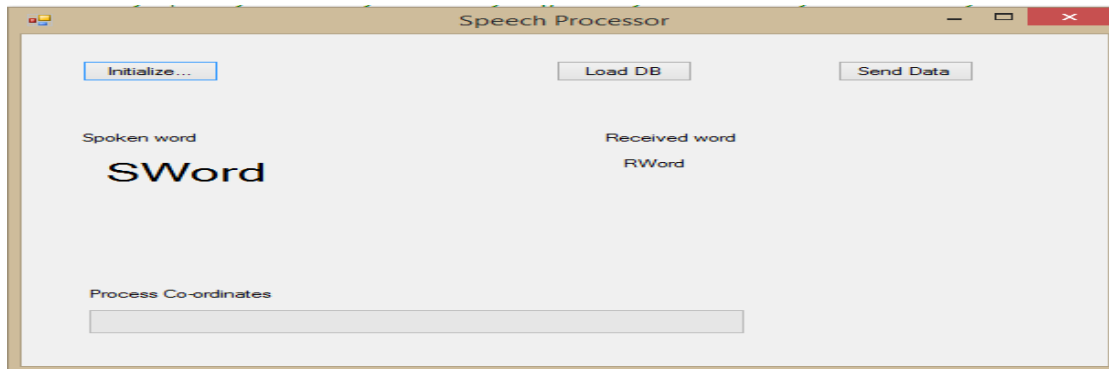 Speech Processor
Initialize... Load DB Send Data
Spoken word Received word
SWord RWord
Process Co-ordinates